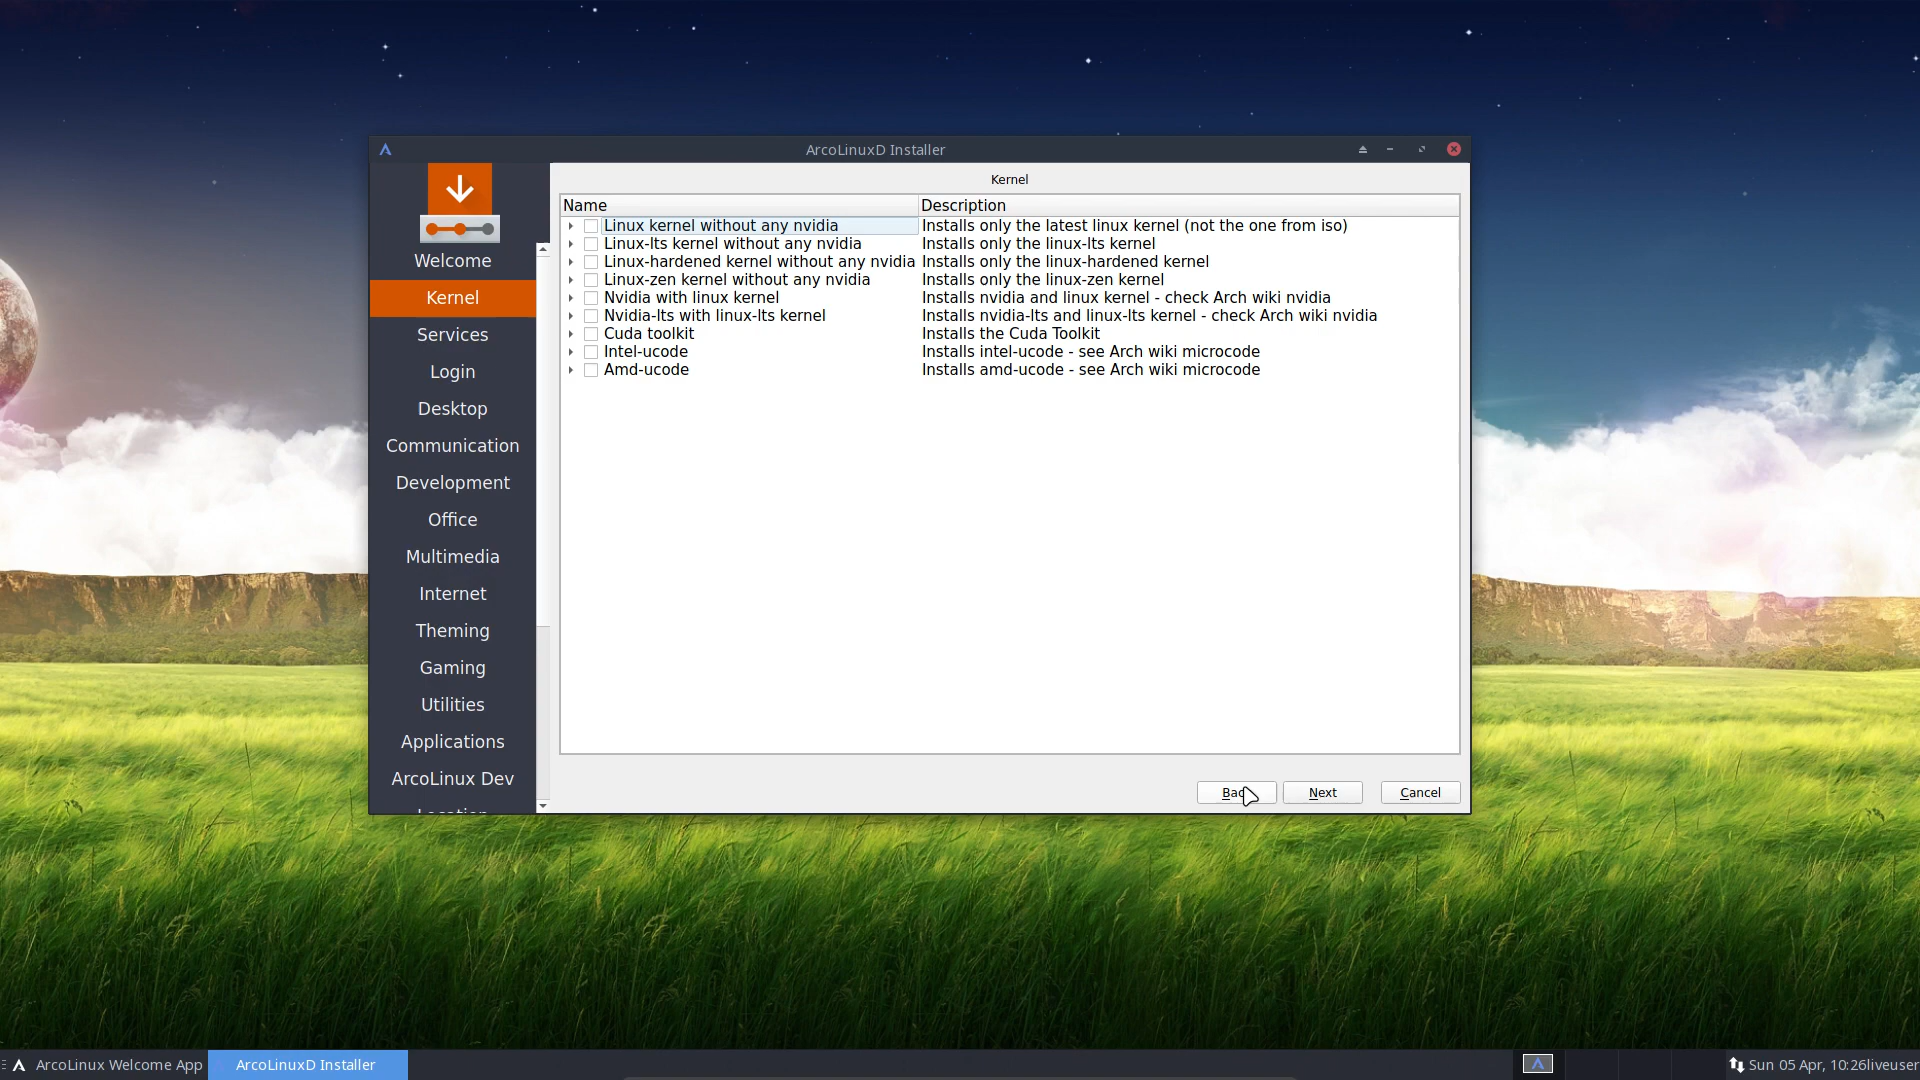 ArcoLinuxD Installer
Kernel
Name Description
Linux kernel without any nvidia Installs only the latest linux kernel (not the one from iso)
Linux-lts kernel without any nvidia Installs only the linux-lts kernel
Linux-hardened kernel without any nvidia Installs only the linux-hardened kernel
Linux-zen kernel without any nvidia Installs only the linux-zen kernel
Nvidia with linux kernel Installs nvidia and linux kernel - check Arch wiki nvidia
Nvidia-lts with linux-lts kernel Installs nvidia-lts and linux-lts kernel - check Arch wiki nvidia
Cuda toolkit Installs the Cuda Toolkit
Intel-ucode Installs intel-ucode - see Arch wiki microcode
Amd-ucode Installs amd-ucode - see Arch wiki microcode
Welcome
Kernel
Services
Login
Desktop
Communication
Development
Office
Multimedia
Internet
Theming
Gaming
Utilities
Applications
ArcoLinux Dev
Location
Back Next Cancel
ArcoLinux Welcome App ArcoLinuxD Installer Sun 05 Apr, 10:26 liveuser